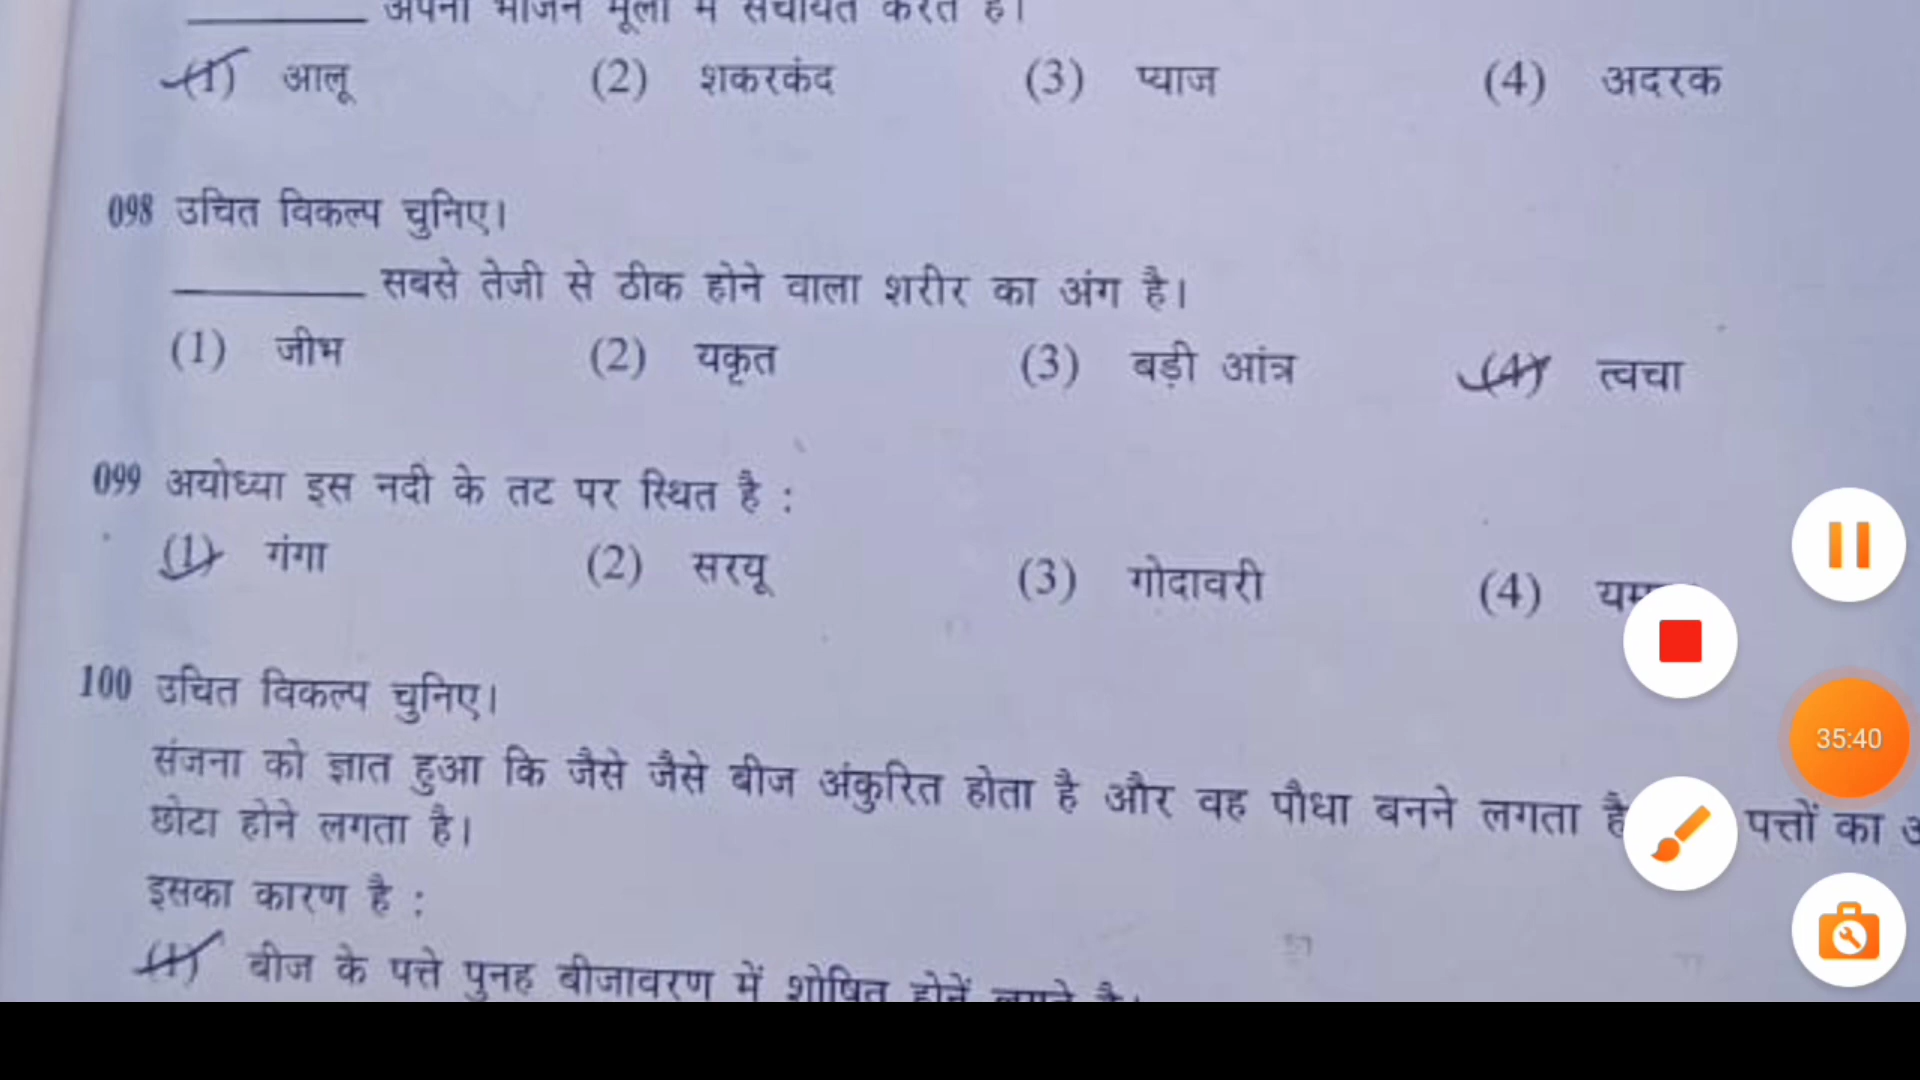 अपना भोजन मूलों में संचयित करते हैं।
(1) आलू (2) शकरकंद (3) प्याज (4) अदरक
098 उचित विकल्प चुनिए।
सबसे तेजी से ठीक होने वाला शरीर का अंग है।
(1) जीभ (2) यकृत (3) बड़ी आंत्र (4) त्वचा
099 अयोध्या इस नदी के तट पर स्थित है :
(1) गंगा (2) सरयू (3) गोदावरी (4)
100 उचित विकल्प चुनिए।
संजना को ज्ञात हुआ कि जैसे जैसे बीज अंकुरित होता है और वह पौधा बनने लगता है पत्तों का
छोटा होने लगता है।
इसका कारण है :
(1) बीज के पत्ते पुनह बीजावरण में शोषित होनें लगते है।
35:40